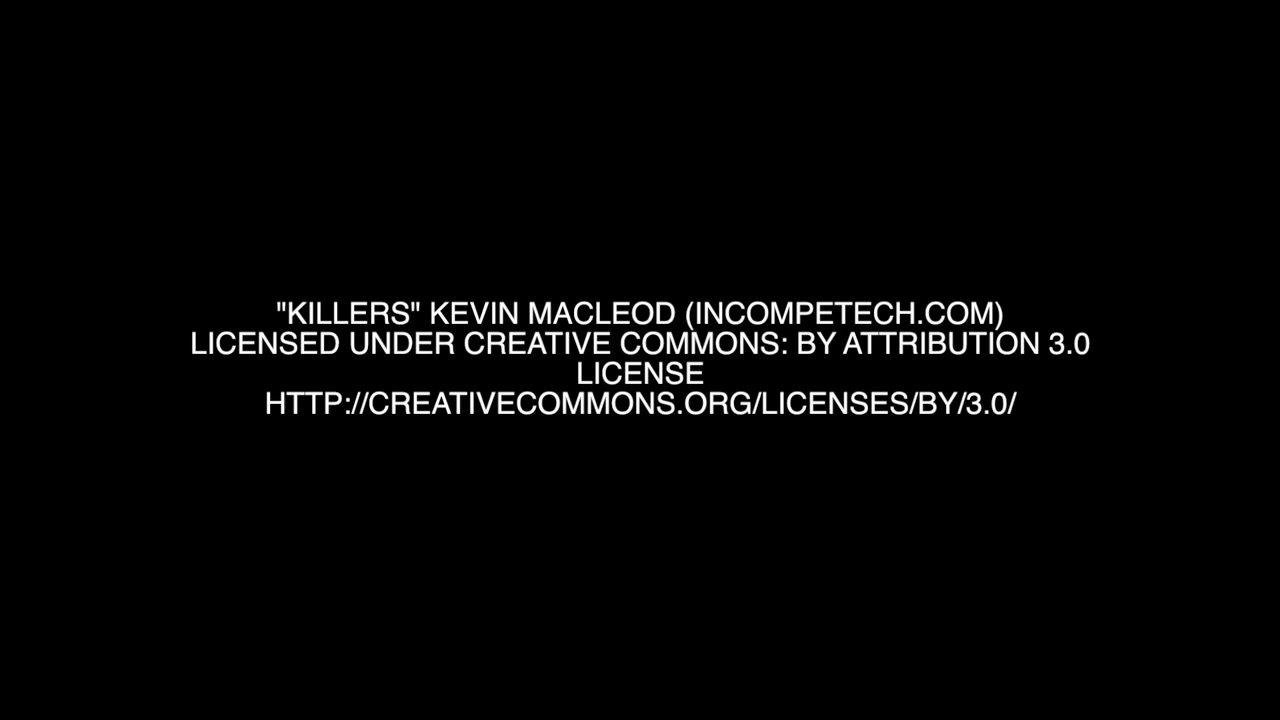 "KILLERS" KEVIN MACLEOD (INCOMPETECH.COM)
LICENSED UNDER CREATIVE COMMONS: BY ATTRIBUTION 3.0
LICENSE
HTTP://CREATIVECOMMONS.ORG/LICENSES/BY/3.0/